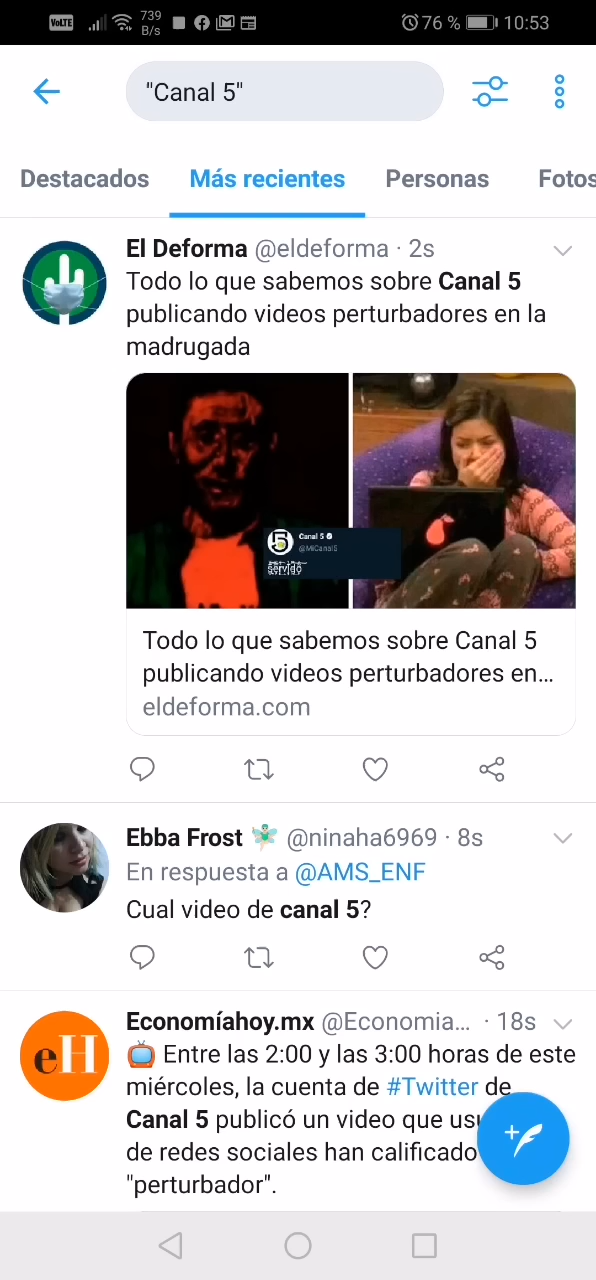 VoLTE 739 B/s 76 % 10:53
"Canal 5"
Destacados Más recientes Personas Fotos
El Deforma @eldeforma · 2s
Todo lo que sabemos sobre Canal 5
publicando videos perturbadores en la
madrugada
Canal 5
@MiCanal5
servido
Todo lo que sabemos sobre Canal 5
publicando videos perturbadores en...
eldeforma.com
Ebba Frost @ninaha6969 · 8s
En respuesta a @AMS_ENF
Cual video de canal 5?
eH
Economíahoy.mx @Economia... · 18s
Entre las 2:00 y las 3:00 horas de este
miércoles, la cuenta de #Twitter de
Canal 5 publicó un video que
de redes sociales han calificado
"perturbador".